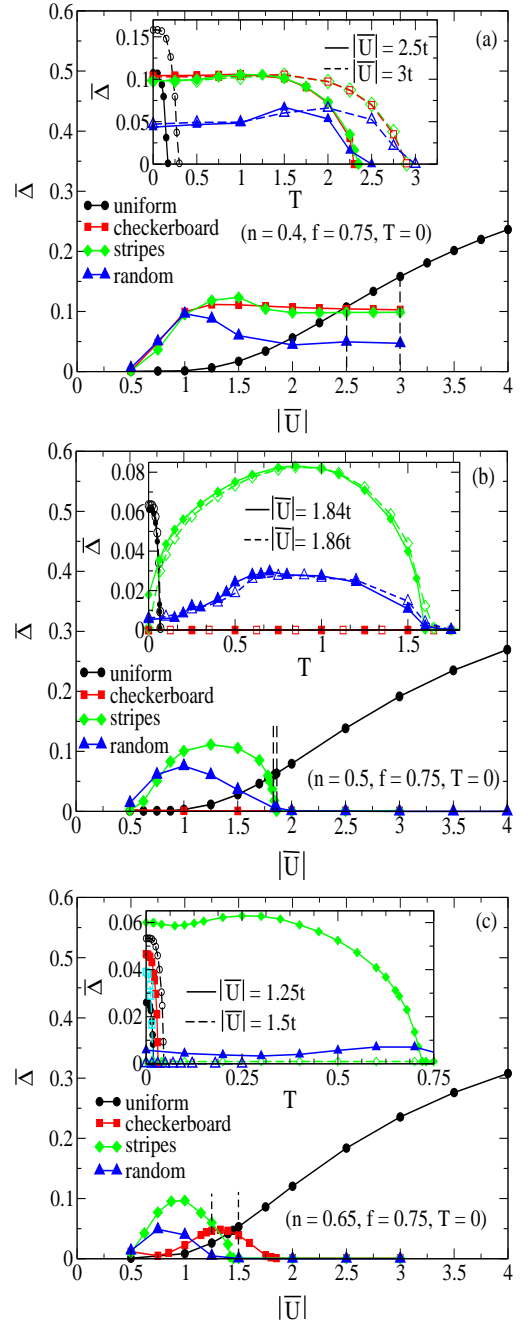 (a)
|U̅| = 2.5t
|U̅| = 3t
0.15
0.10
0.05
0.00
0 0.5 1 1.5 2 2.5 3
T
Δ̅
0.6
0.5
0.4
0.3
0.2
0.1
0
Δ̅
uniform
checkerboard
stripes
random
(n = 0.4, f = 0.75, T = 0)
0 0.5 1 1.5 2 2.5 3 3.5 4
|U̅|
(b)
0.08
0.06
0.04
0.02
0
Δ̅
|U̅| = 1.84t
|U̅| = 1.86t
0 0.5 1 1.5
T
0.6
0.5
0.4
0.3
0.2
0.1
0
Δ̅
uniform
checkerboard
stripes
random
(n = 0.5, f = 0.75, T = 0)
0 0.5 1 1.5 2 2.5 3 3.5 4
|U̅|
(c)
0.06
0.04
0.02
0
Δ̅
|U̅| = 1.25t
|U̅| = 1.5t
0 0.25 0.5 0.75
T
0.6
0.5
0.4
0.3
0.2
0.1
0
Δ̅
uniform
checkerboard
stripes
random
(n = 0.65, f = 0.75, T = 0)
0 0.5 1 1.5 2 2.5 3 3.5 4
|U̅|